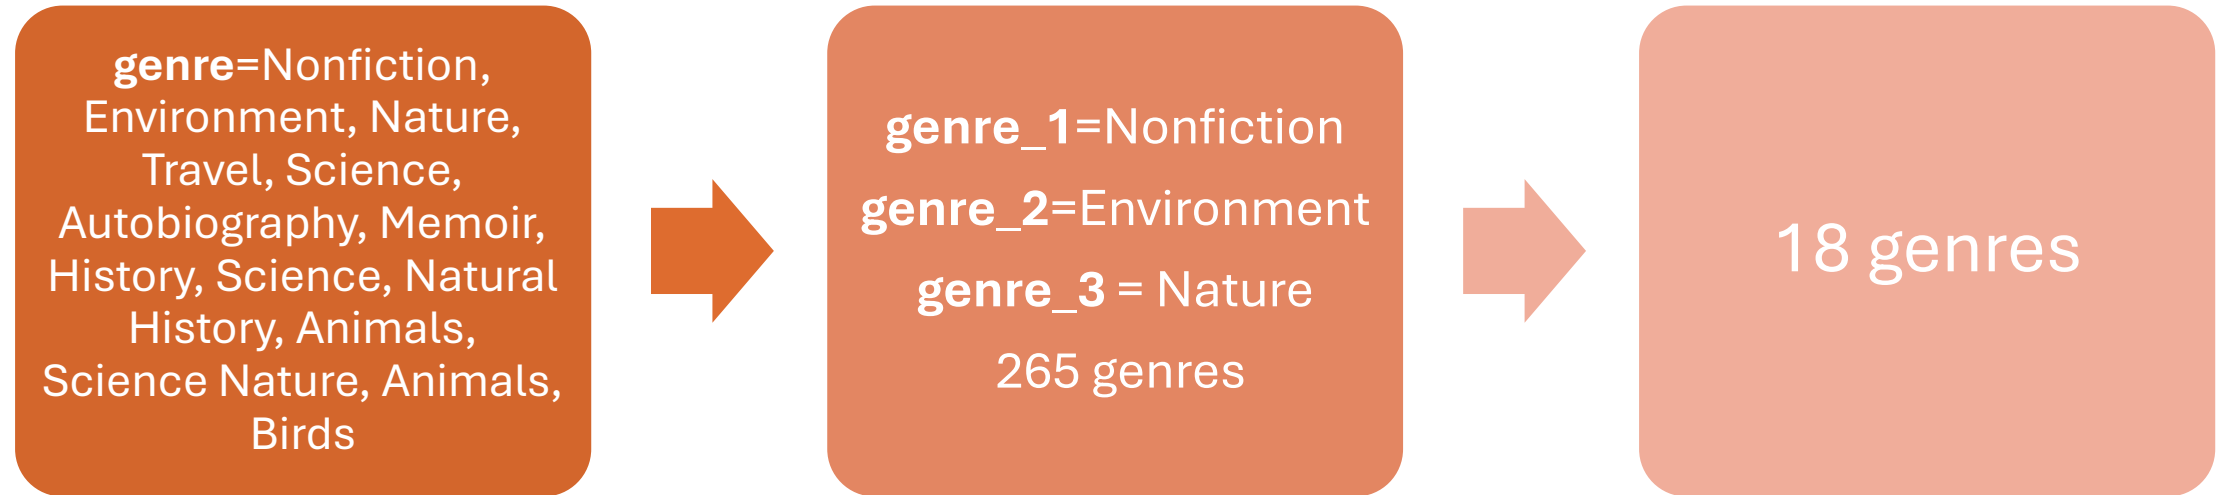 genre=Nonfiction,
Environment, Nature,
Travel, Science,
Autobiography, Memoir,
History, Science, Natural
History, Animals,
Science Nature, Animals,
Birds
genre_1=Nonfiction
genre_2=Environment
genre_3 = Nature
265 genres
18 genres